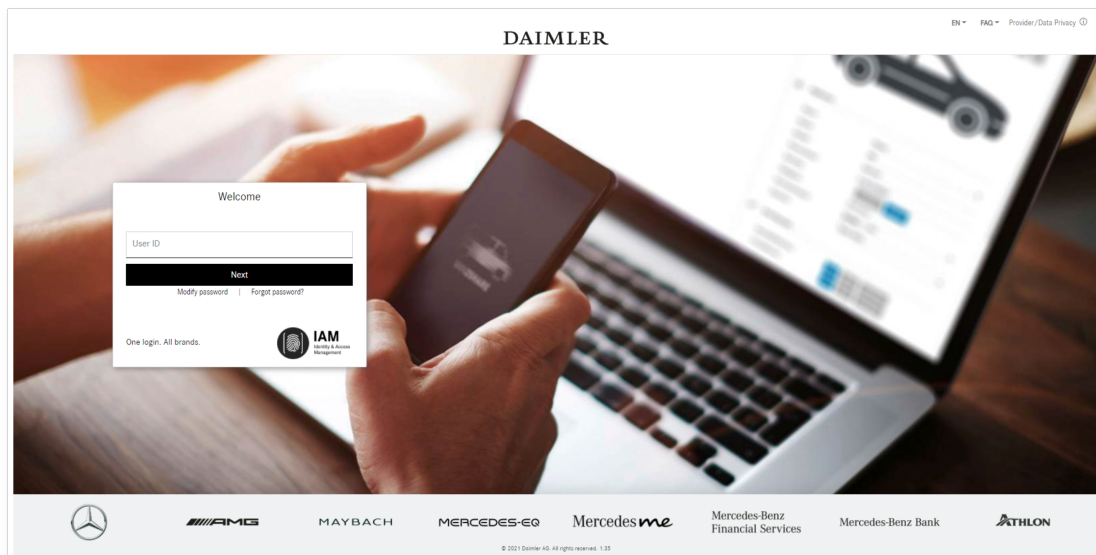 EN FAQ Provider/Data Privacy
DAIMLER
Welcome
User ID
Next
Modify password | Forgot password?
One login. All brands.
IAM
Identity & Access
Management
AMG
MAYBACH
MERCEDES-EQ
Mercedes me
Mercedes-Benz
Financial Services
Mercedes-Benz Bank
ATHLON
© 2021 Daimler AG. All rights reserved. 1.35